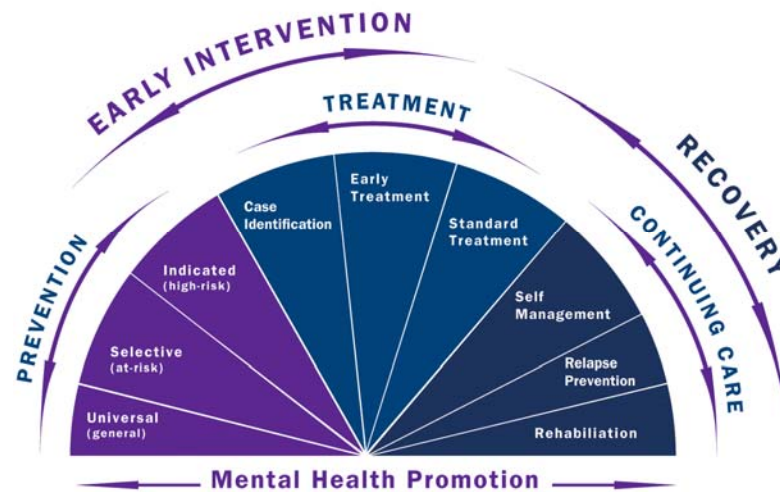 EARLY INTERVENTION
TREATMENT
RECOVERY
PREVENTION
CONTINUING CARE
Universal
(general)
Selective
(at-risk)
Indicated
(high-risk)
Case
Identification
Early
Treatment
Standard
Treatment
Self
Management
Relapse
Prevention
Rehabiliation
Mental Health Promotion